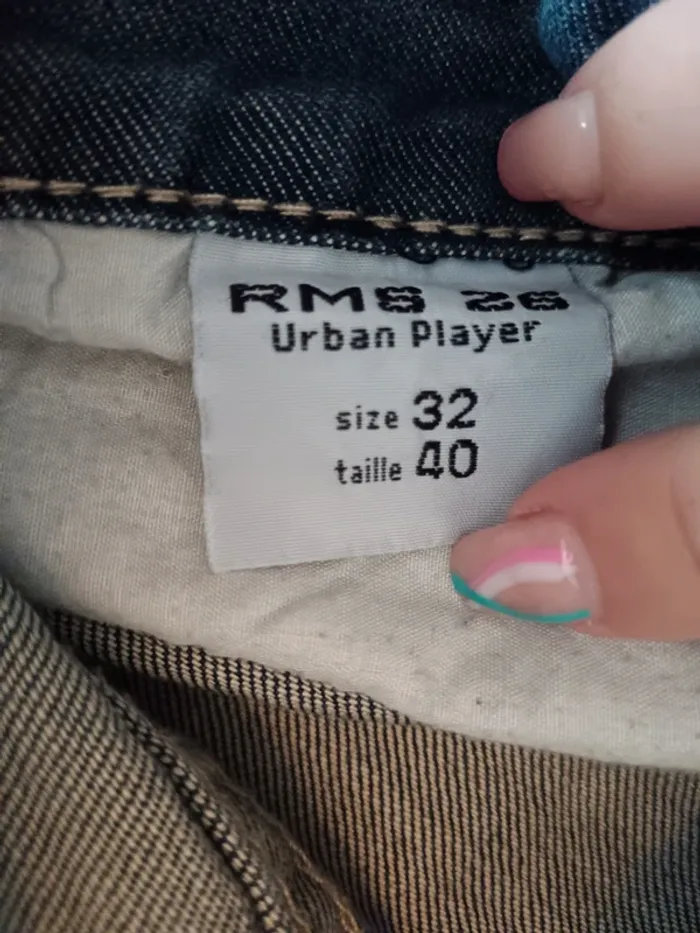 RMS 26
Urban Player
size 32
taille 40